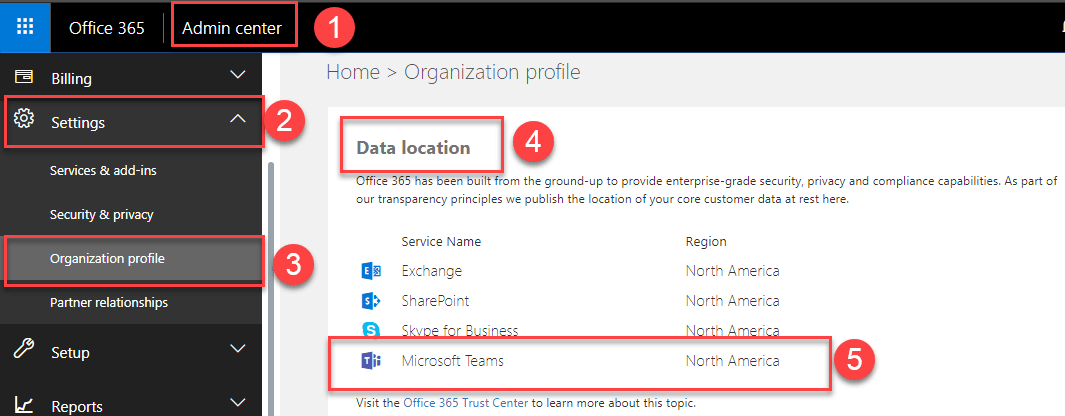 Office 365 Admin center 1
Billing
Settings 2
Services & add-ins
Security & privacy
Organization profile 3
Partner relationships
Setup
Reports
Home > Organization profile
Data location 4
Office 365 has been built from the ground-up to provide enterprise-grade security, privacy and compliance capabilities. As part of
our transparency principles we publish the location of your core customer data at rest here.
Service Name Region
Exchange North America
SharePoint North America
Skype for Business North America
Microsoft Teams North America 5
Visit the Office 365 Trust Center to learn more about this topic.